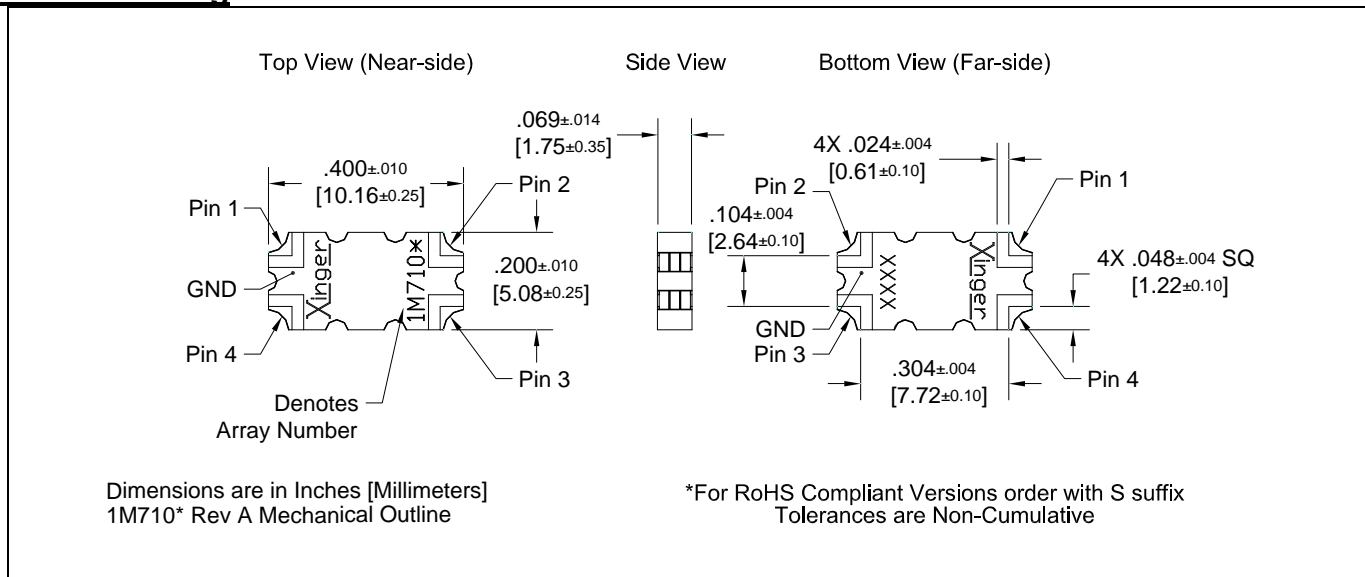 Top View (Near-side)
Side View
Bottom View (Far-side)
.069±.014
[1.75±0.35]
4X .024±.004
[0.61±0.10]
.400±.010
[10.16±0.25]
Pin 2
Pin 1
Pin 2
Pin 1
.104±.004
[2.64±0.10]
Xinger
1M710*
.200±.010
[5.08±0.25]
GND
XXXX
Xinger
4X .048±.004 SQ
[1.22±0.10]
GND
Pin 4
Pin 3
Pin 3
Pin 4
.304±.004
[7.72±0.10]
Denotes
Array Number
Dimensions are in Inches [Millimeters]
1M710* Rev A Mechanical Outline
*For RoHS Compliant Versions order with S suffix
Tolerances are Non-Cumulative